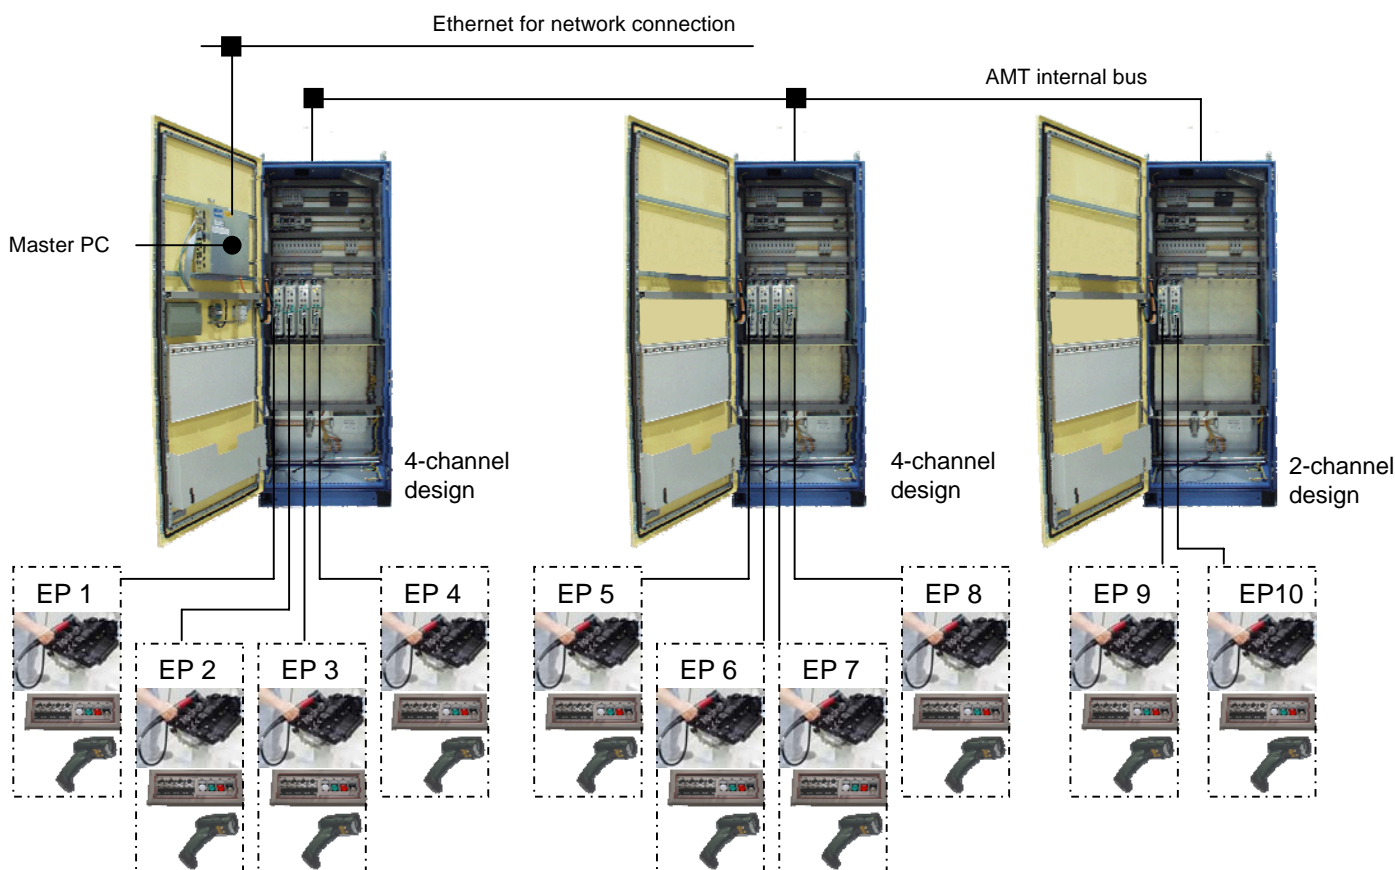 Ethernet for network connection
AMT internal bus
Master PC
4-channel
design
4-channel
design
2-channel
design
EP 1
EP 4
EP 5
EP 8
EP 9
EP10
EP 2
EP 3
EP 6
EP 7